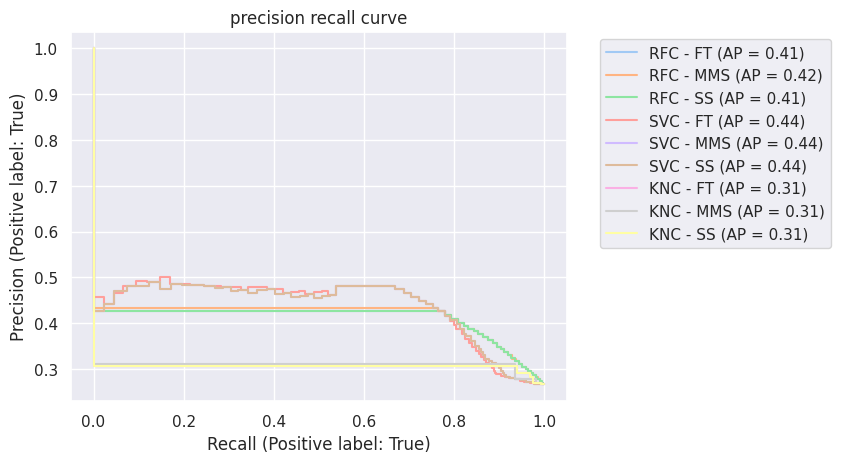 precision recall curve
Precision (Positive label: True)
1.0
0.9
0.8
0.7
0.6
0.5
0.4
0.3
0.0 0.2 0.4 0.6 0.8 1.0
Recall (Positive label: True)
RFC - FT (AP = 0.41)
RFC - MMS (AP = 0.42)
RFC - SS (AP = 0.41)
SVC - FT (AP = 0.44)
SVC - MMS (AP = 0.44)
SVC - SS (AP = 0.44)
KNC - FT (AP = 0.31)
KNC - MMS (AP = 0.31)
KNC - SS (AP = 0.31)